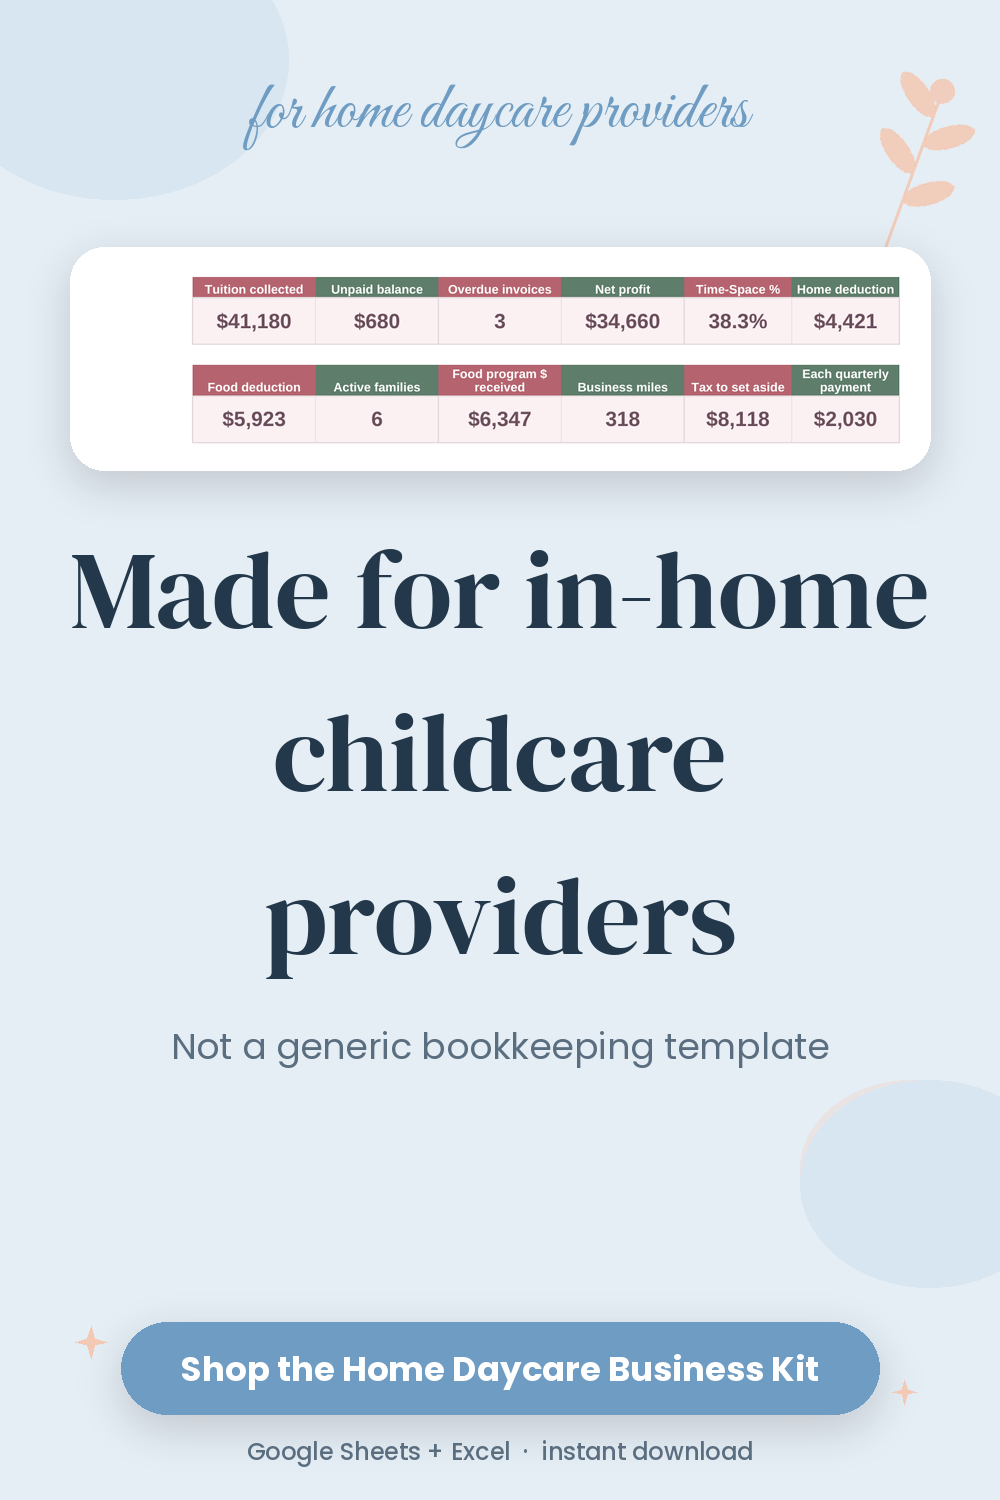 for home daycare providers
Tuition collected Unpaid balance Overdue invoices Net profit Time-Space % Home deduction
$41,180 $680 3 $34,660 38.3% $4,421
Food deduction Active families Food program $ received Business miles Tax to set aside Each quarterly payment
$5,923 6 $6,347 318 $8,118 $2,030
Made for in-home
childcare
providers
Not a generic bookkeeping template
Shop the Home Daycare Business Kit
Google Sheets + Excel · instant download